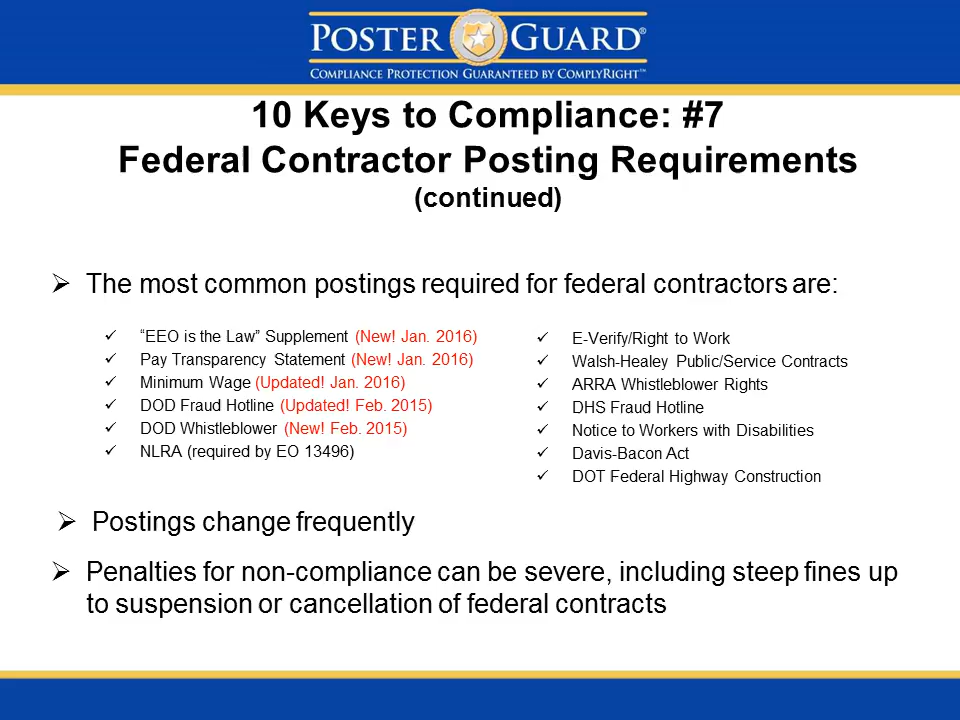 POSTER GUARD®
COMPLIANCE PROTECTION GUARANTEED BY COMPLYRIGHT™
10 Keys to Compliance: #7
Federal Contractor Posting Requirements
(continued)
➢ The most common postings required for federal contractors are:
✓ “EEO is the Law” Supplement (New! Jan. 2016)
✓ Pay Transparency Statement (New! Jan. 2016)
✓ Minimum Wage (Updated! Jan. 2016)
✓ DOD Fraud Hotline (Updated! Feb. 2015)
✓ DOD Whistleblower (New! Feb. 2015)
✓ NLRA (required by EO 13496)
✓ E-Verify/Right to Work
✓ Walsh-Healey Public/Service Contracts
✓ ARRA Whistleblower Rights
✓ DHS Fraud Hotline
✓ Notice to Workers with Disabilities
✓ Davis-Bacon Act
✓ DOT Federal Highway Construction
➢ Postings change frequently
➢ Penalties for non-compliance can be severe, including steep fines up
to suspension or cancellation of federal contracts